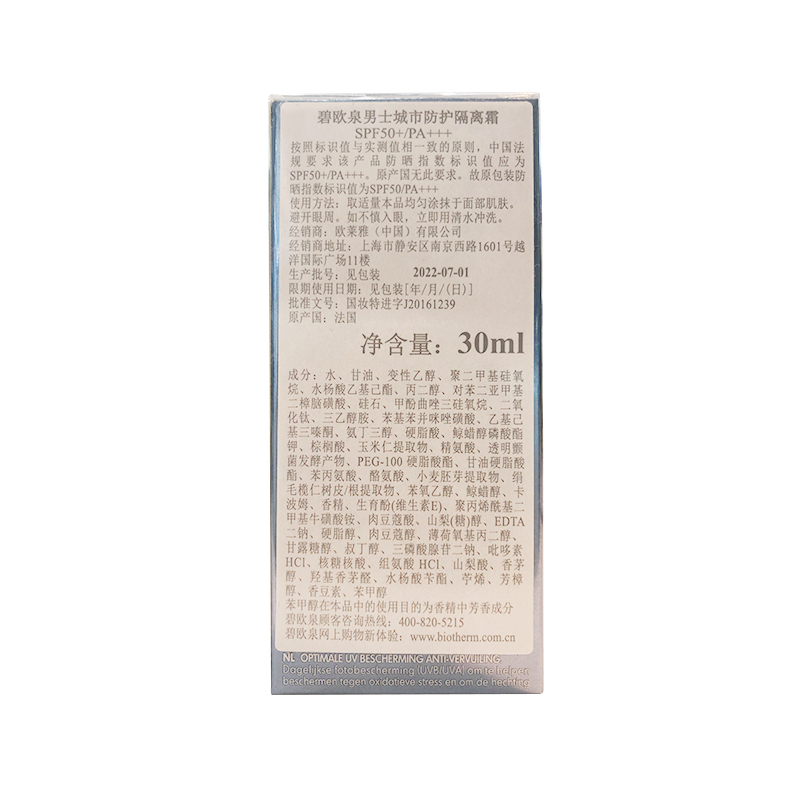 碧欧泉男士城市防护隔离霜
SPF50+/PA+++
按照标识值与实测值相一致的原则，中国法
规要求该产品防晒指数标识值应为
SPF50+/PA+++。原产国无此要求。故原包装防
晒指数标识值为SPF50/PA+++
使用方法：取适量本品均匀涂抹于面部肌肤。
避开眼周。如不慎入眼，立即用清水冲洗。
经销商：欧莱雅（中国）有限公司
经销商地址：上海市静安区南京西路1601号越
洋国际广场11楼
生产批号：见包装 2022-07-01
限期使用日期：见包装[年/月/(日)]
批准文号：国妆特进字J20161239
原产国：法国
净含量：30ml
成分：水、甘油、变性乙醇、聚二甲基硅氧
烷、水杨酸乙基己酯、丙二醇、对苯二亚甲基
二樟脑磺酸、硅石、甲酚曲唑三硅氧烷、二氧
化钛、三乙醇胺、苯基苯并咪唑磺酸、乙基己
基三嗪酮、氨丁三醇、硬脂酸、鲸蜡醇磷酸酯
钾、棕榈酸、玉米仁提取物、精氨酸、透明颤
菌发酵产物、PEG-100 硬脂酸酯、甘油硬脂酸
酯、苯丙氨酸、酪氨酸、小麦胚芽提取物、绢
毛榄仁树皮/根提取物、苯氧乙醇、鲸蜡醇、卡
波姆、香精、生育酚(维生素E)、聚丙烯酰基二
甲基牛磺酸铵、肉豆蔻酸、山梨(糖)醇、EDTA
二钠、硬脂醇、肉豆蔻醇、薄荷氧基丙二醇、
甘露糖醇、叔丁醇、三磷酸腺苷二钠、吡哆素
HCl、核糖核酸、组氨酸 HCl、山梨酸、香茅
醇、羟基香茅醛、水杨酸苄酯、苧烯、芳樟
醇、香豆素、苯甲醇
苯甲醇在本品中的使用目的为香精中芳香成分
碧欧泉顾客咨询热线：400-820-5215
碧欧泉网上购物新体验：www.biotherm.com.cn
NL OPTIMALE UV BESCHERMING ANTI-VERVUILING
Dagelijkse fotobescherming (UVB/UVA) om te helpen
beschermen tegen oxidatieve stress en om de hechting